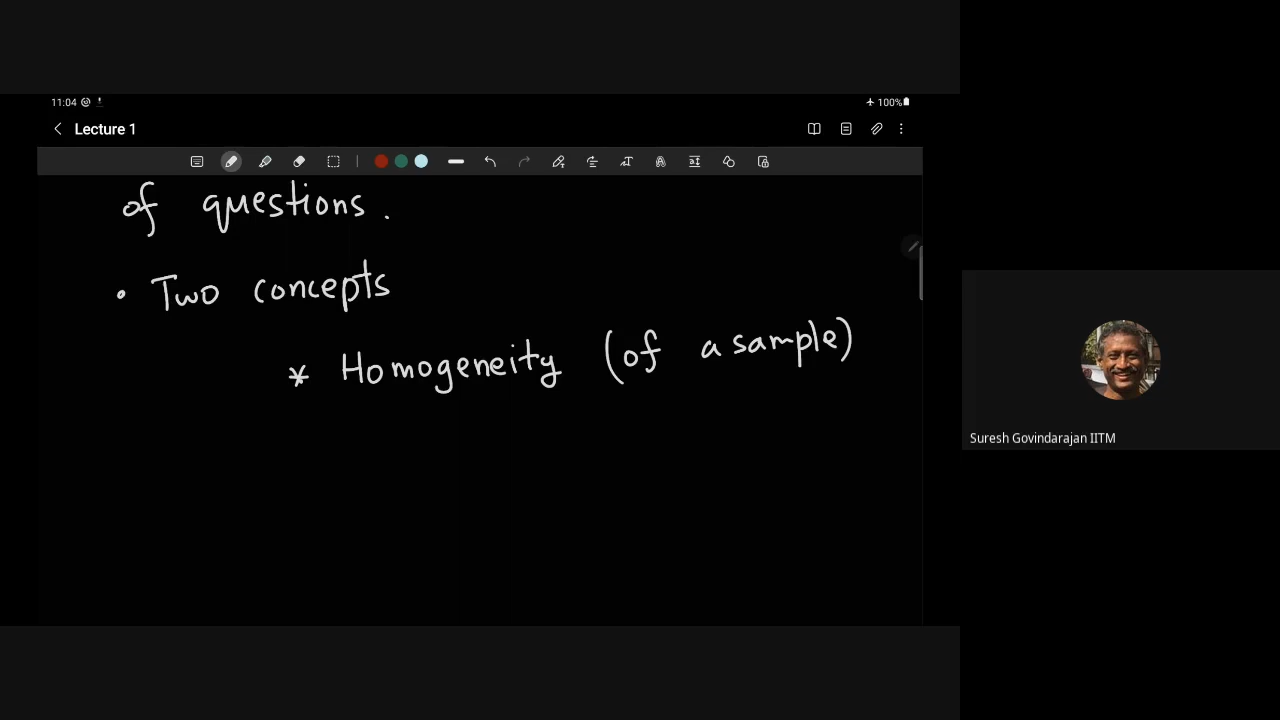 11:04
100%
Lecture 1
of questions.
• Two concepts
* Homogeneity (of a sample)
Suresh Govindarajan IITM